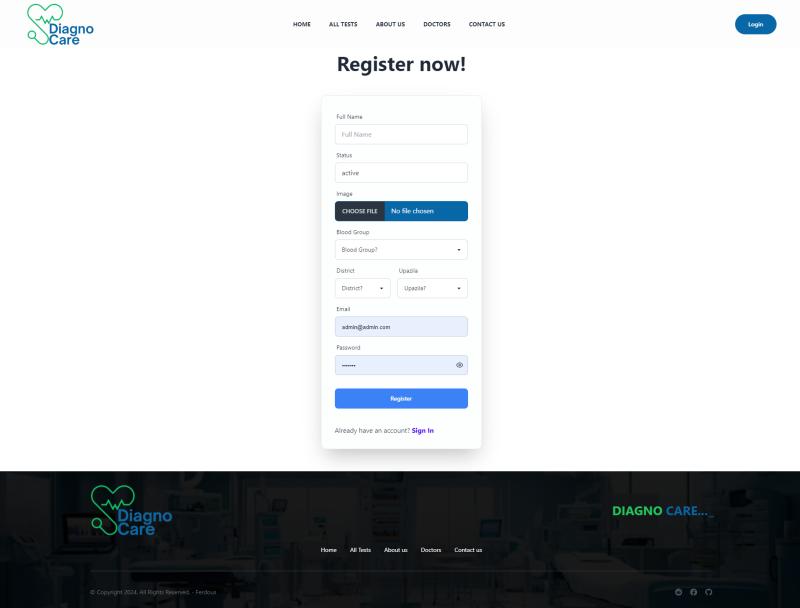 Diagno
Care
HOME
ALL TESTS
ABOUT US
DOCTORS
CONTACT US
Login
Register now!
Full Name
Full Name
Status
active
Image
CHOOSE FILE No file chosen
Blood Group
Blood Group?
District Upazila
District? Upazila?
Email
admin@admin.com
Password
•••••••
Register
Already have an account? Sign In
Diagno
Care
DIAGNO CARE..._
Home
All Tests
About us
Doctors
Contact us
© Copyright 2024. All Rights Reserved. - Ferdous